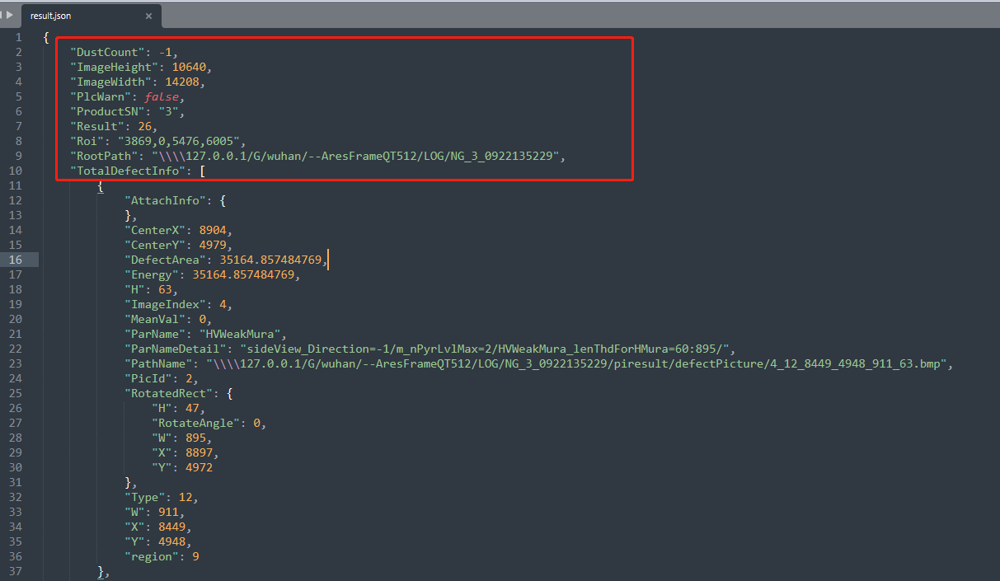 result.json ×
1 {
2 "DustCount": -1,
3 "ImageHeight": 10640,
4 "ImageWidth": 14208,
5 "PlcWarn": false,
6 "ProductSN": "3",
7 "Result": 26,
8 "Roi": "3869,0,5476,6005",
9 "RootPath": "\\\\127.0.0.1/G/wuhan/--AresFrameQT512/LOG/NG_3_0922135229",
10 "TotalDefectInfo": [
11 {
12 "AttachInfo": {
13 },
14 "CenterX": 8904,
15 "CenterY": 4979,
16 "DefectArea": 35164.857484769,
17 "Energy": 35164.857484769,
18 "H": 63,
19 "ImageIndex": 4,
20 "MeanVal": 0,
21 "ParName": "HVWeakMura",
22 "ParNameDetail": "sideView_Direction=-1/m_nPyrLvlMax=2/HVWeakMura_lenThdForHMura=60:895/",
23 "PathName": "\\\\127.0.0.1/G/wuhan/--AresFrameQT512/LOG/NG_3_0922135229/piresult/defectPicture/4_12_8449_4948_911_63.bmp",
24 "PicId": 2,
25 "RotatedRect": {
26 "H": 47,
27 "RotateAngle": 0,
28 "W": 895,
29 "X": 8897,
30 "Y": 4972
31 },
32 "Type": 12,
33 "W": 911,
34 "X": 8449,
35 "Y": 4948,
36 "region": 9
37 },